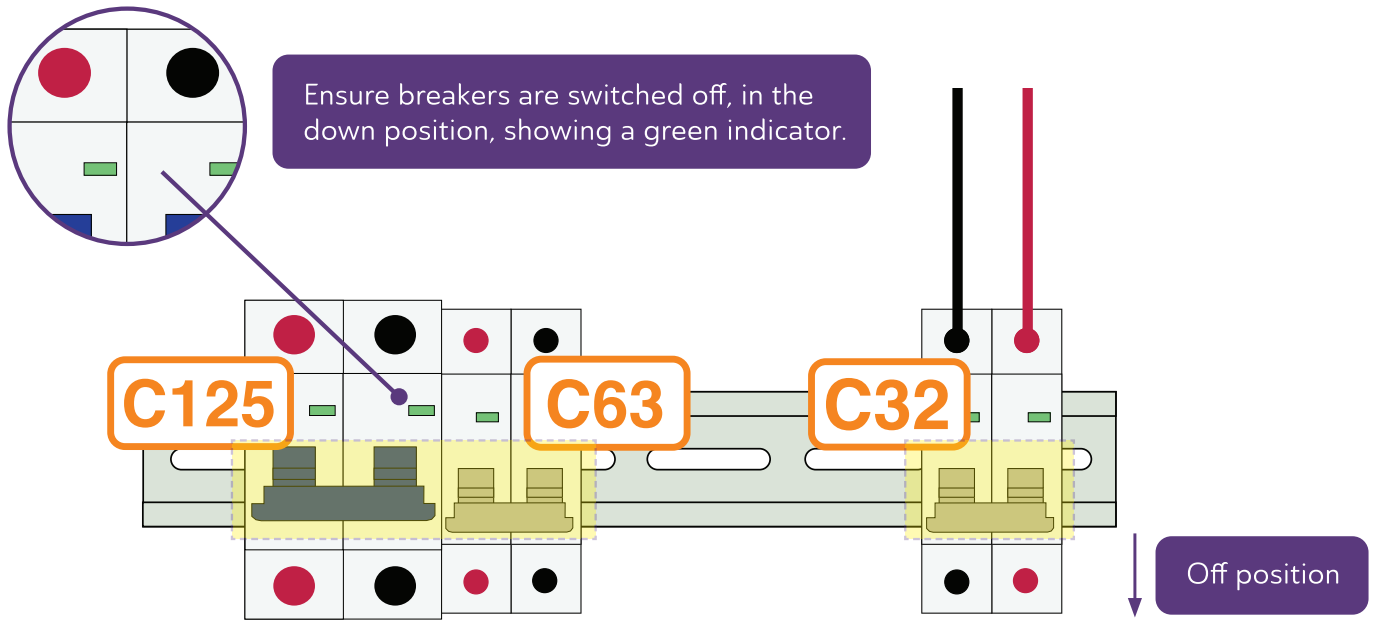 Ensure breakers are switched off, in the
down position, showing a green indicator.
C125
C63
C32
Off position